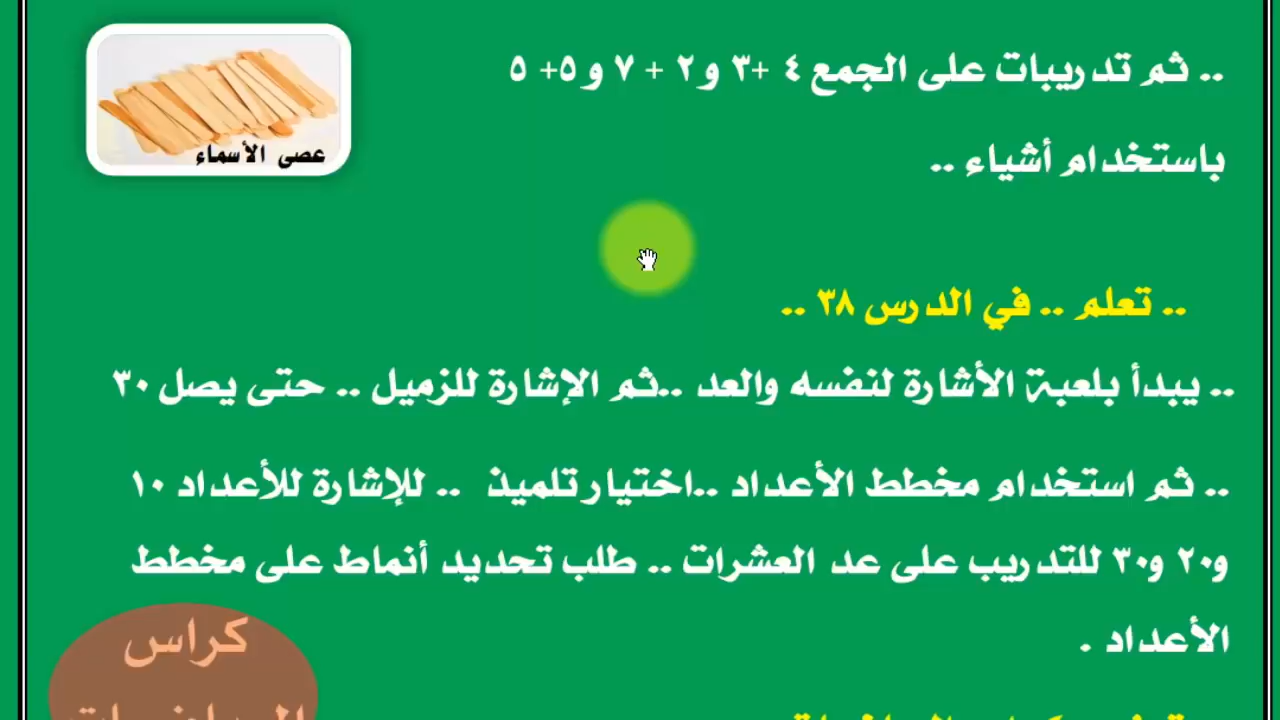 .. ثم تدريبات على الجمع ٤ +٣ و ٢ + ٧ و ٥+ ٥
عصى الأسماء
باستخدام أشياء ..
.. تعلم .. في الدرس ٣٨ ..
.. يبدأ بلعبة الأشارة لنفسه والعد ..ثم الإشارة للزميل .. حتى يصل ٣٠
.. ثم استخدام مخطط الأعداد ..اختيار تلميذ .. للإشارة للأعداد ١٠
و٢٠ و٣٠ للتدريب على عد العشرات .. طلب تحديد أنماط على مخطط
الأعداد .
كراس